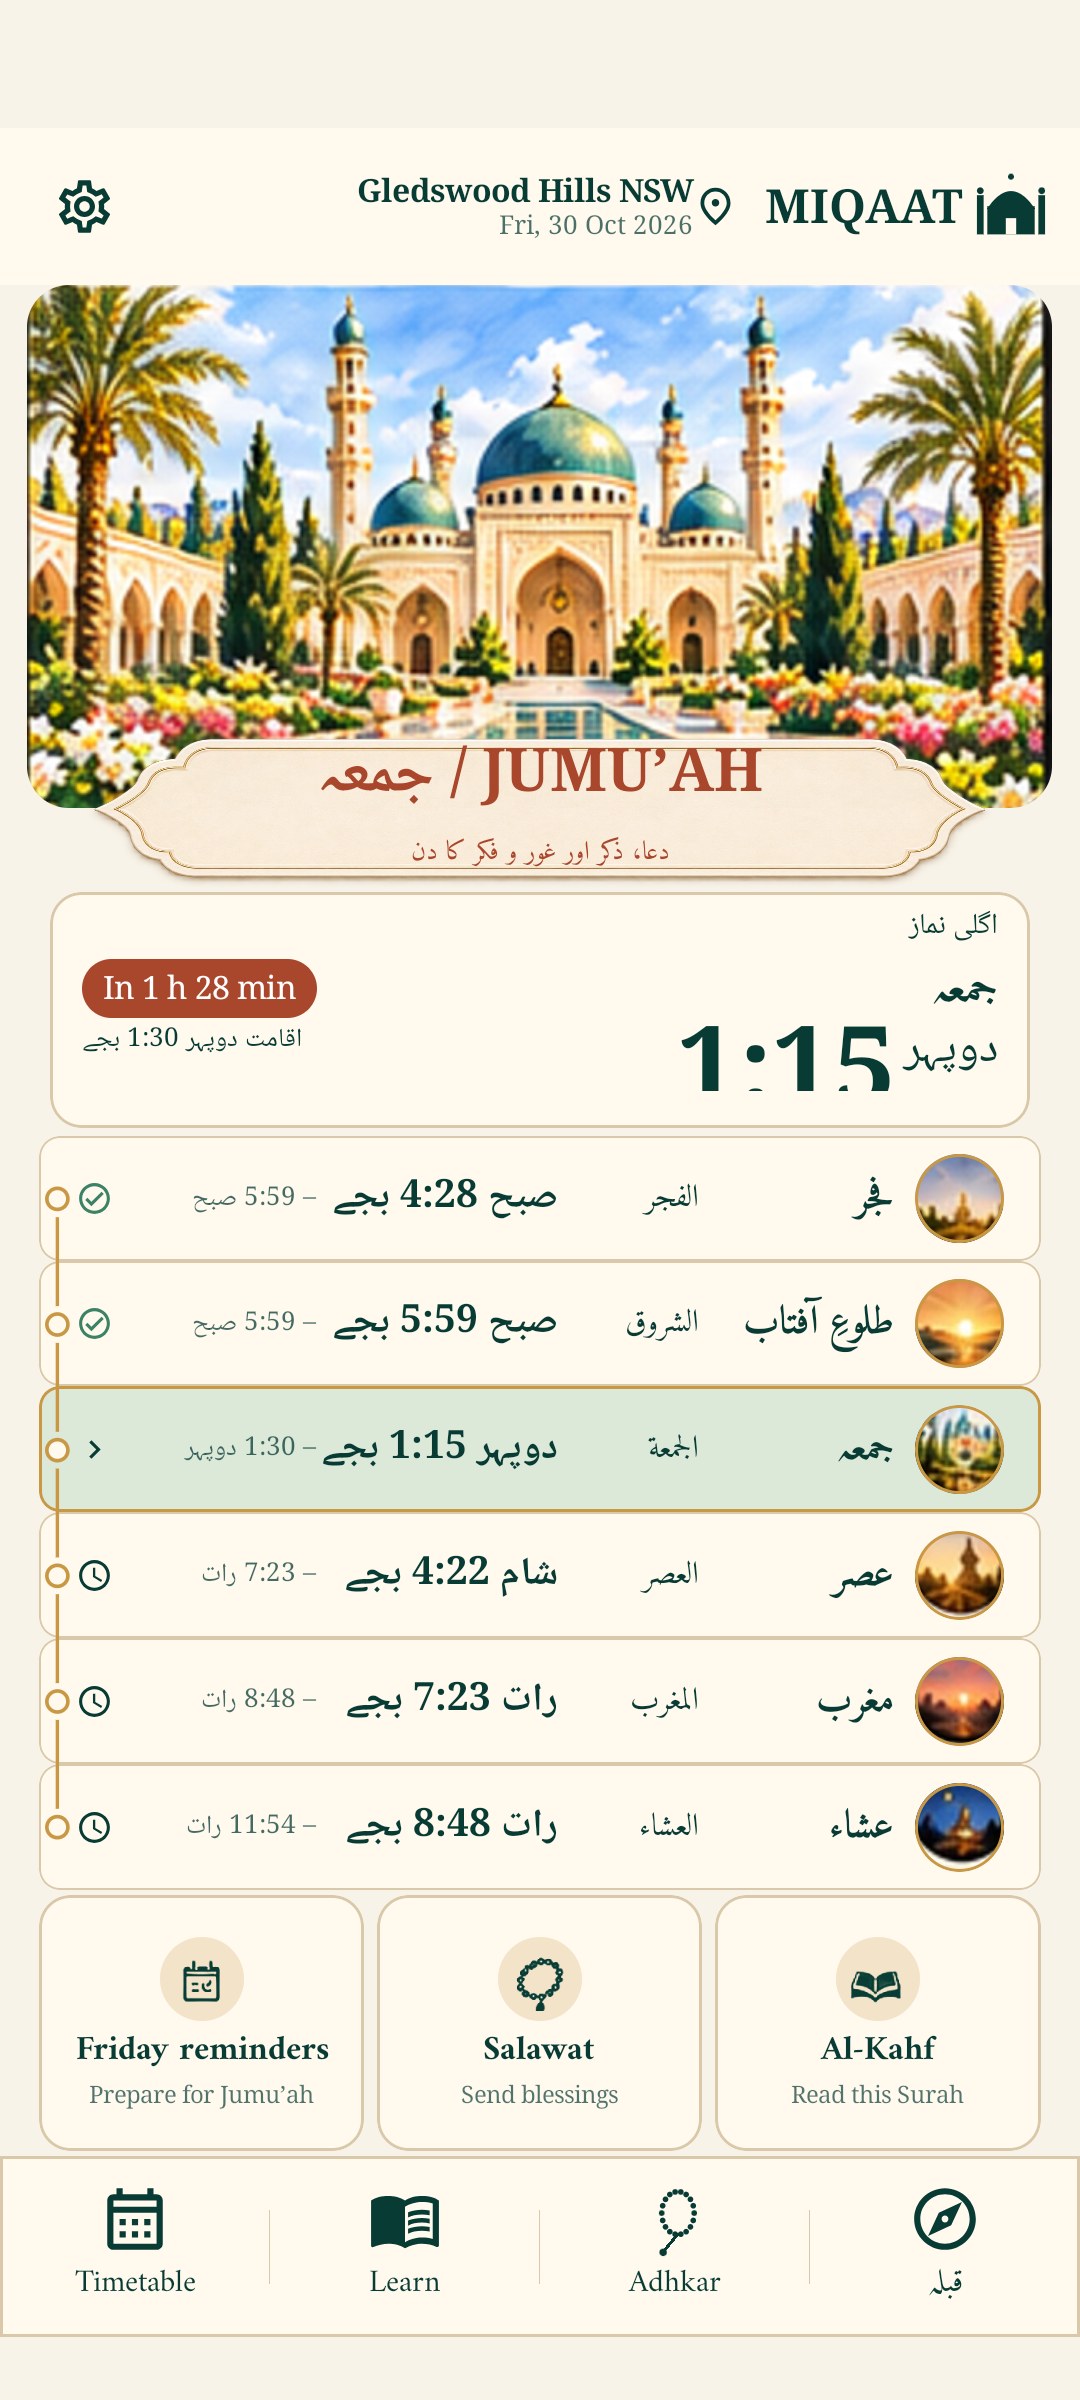 MIQAAT
Gledswood Hills NSW
Fri, 30 Oct 2026
جمعہ / JUMU’AH
دعا، ذکر اور غور و فکر کا دن
اگلی نماز
جمعہ
دوپہر 1:15
In 1 h 28 min
اقامت دوپہر 1:30 بجے
فجر الفجر صبح 4:28 بجے – 5:59 صبح
طلوعِ آفتاب الشروق صبح 5:59 بجے – 5:59 صبح
جمعہ الجمعة دوپہر 1:15 بجے – 1:30 دوپہر
عصر العصر شام 4:22 بجے – 7:23 رات
مغرب المغرب رات 7:23 بجے – 8:48 رات
عشاء العشاء رات 8:48 بجے – 11:54 رات
Al-Kahf
Read this Surah
Salawat
Send blessings
Friday reminders
Prepare for Jumu’ah
قبلہ
Adhkar
Learn
Timetable